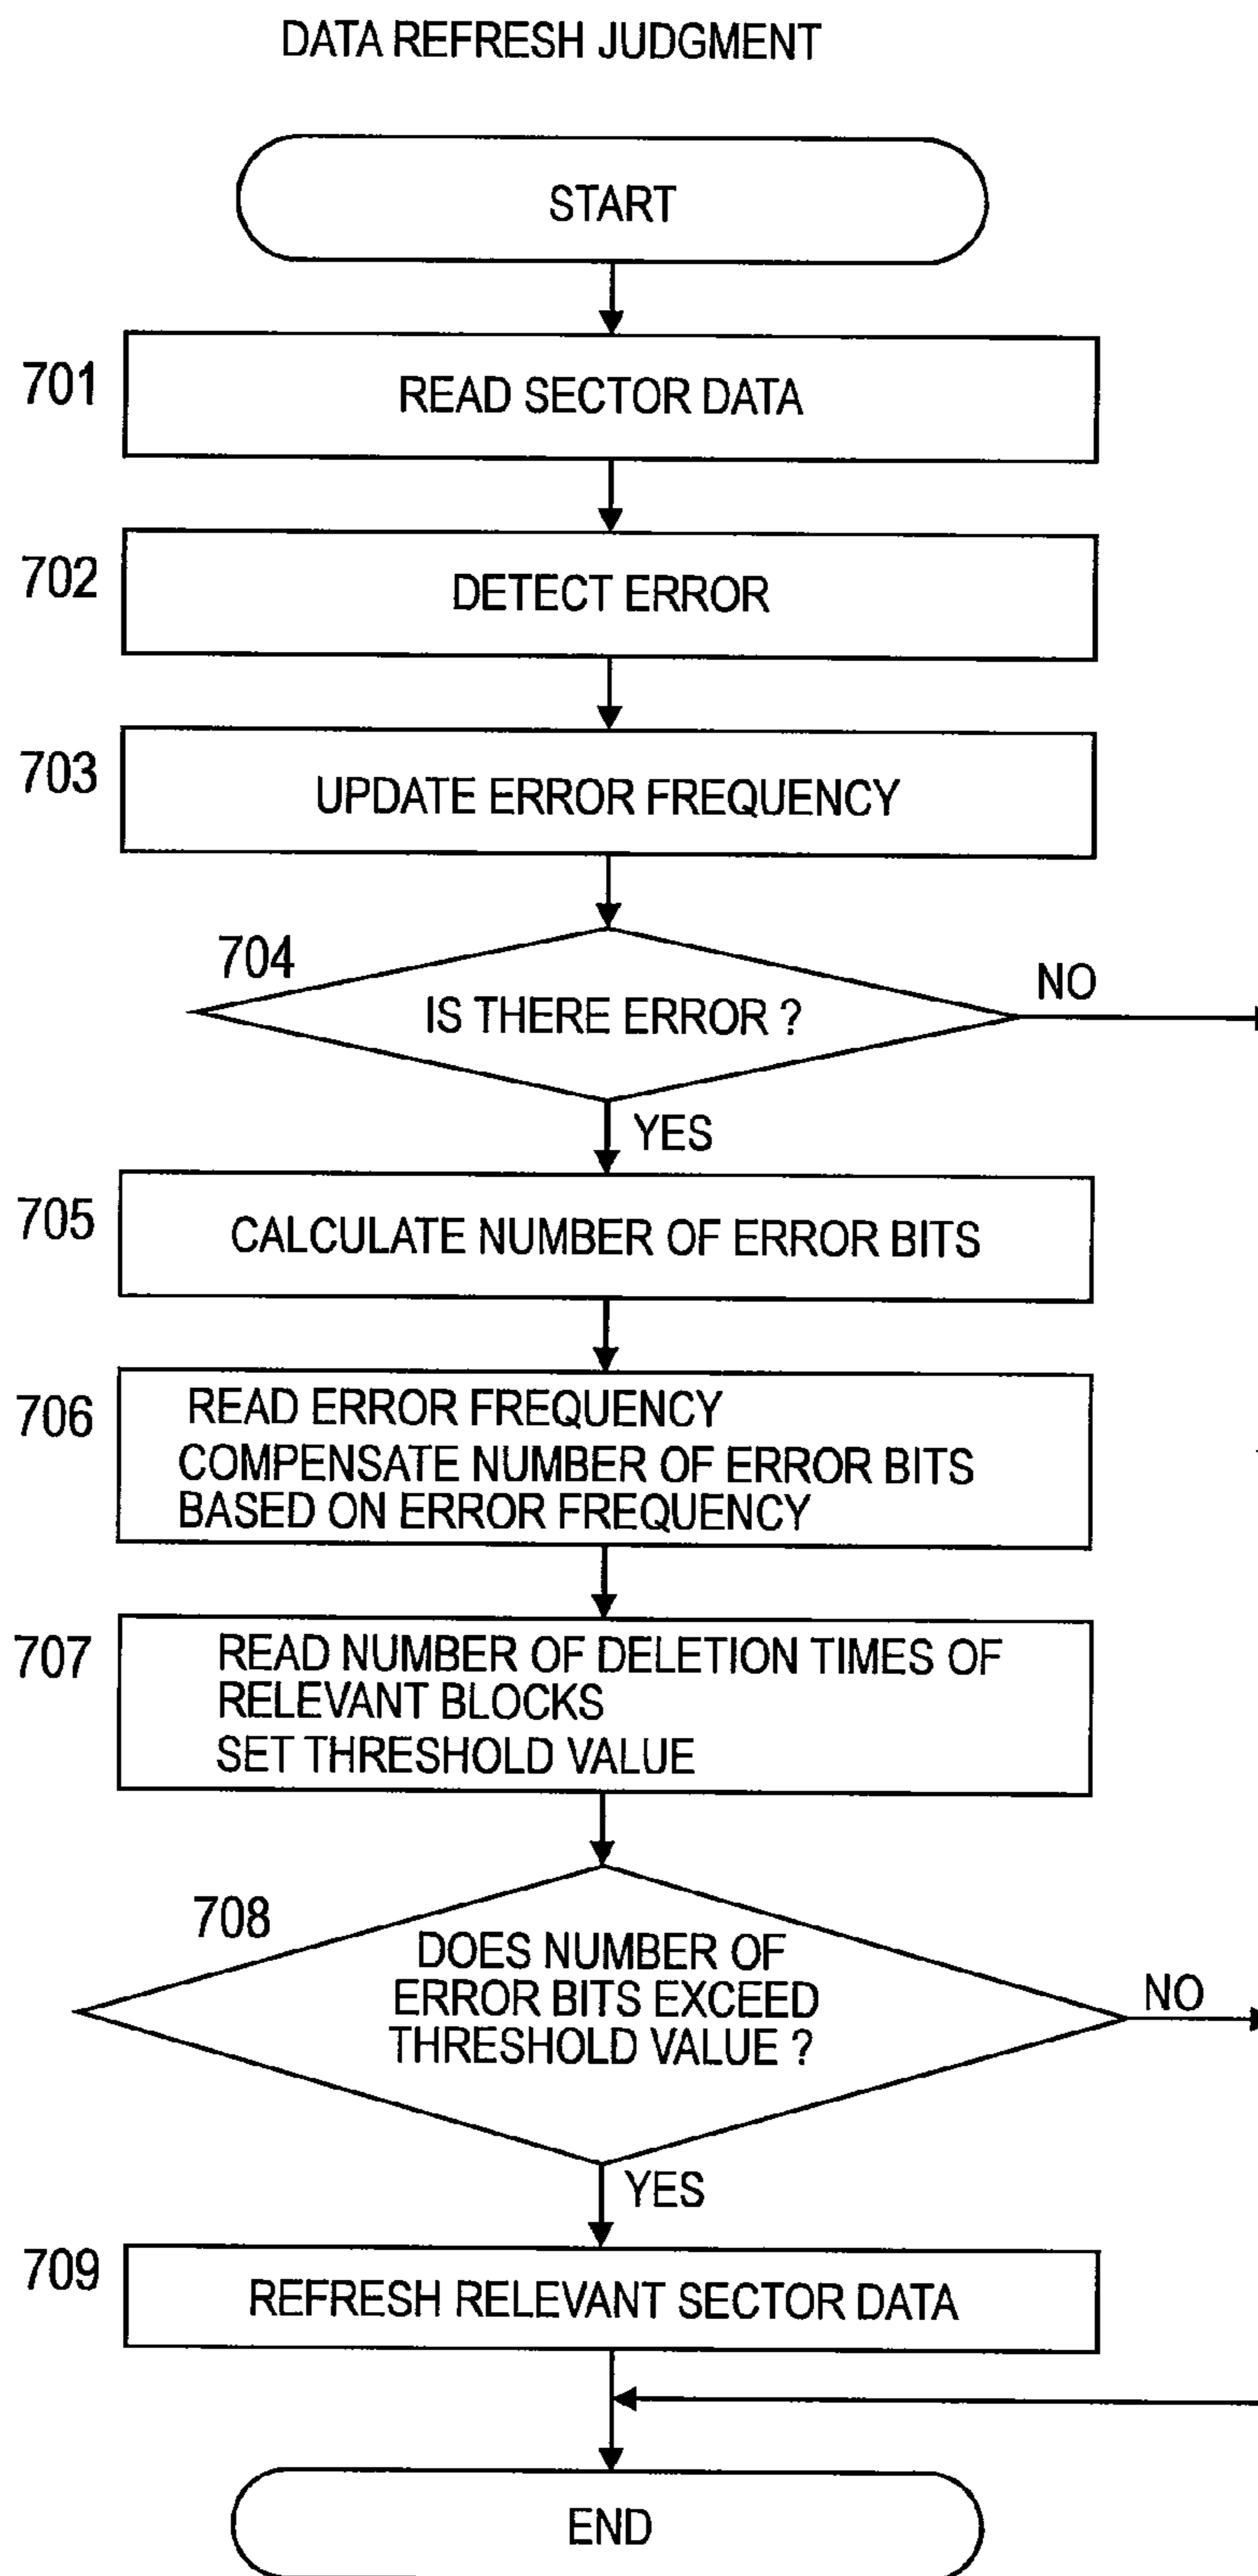 DATA REFRESH JUDGMENT
START
701
READ SECTOR DATA
702
DETECT ERROR
703
UPDATE ERROR FREQUENCY
704
IS THERE ERROR ?
NO
YES
705
CALCULATE NUMBER OF ERROR BITS
706
READ ERROR FREQUENCY
COMPENSATE NUMBER OF ERROR BITS
BASED ON ERROR FREQUENCY
707
READ NUMBER OF DELETION TIMES OF
RELEVANT BLOCKS
SET THRESHOLD VALUE
708
DOES NUMBER OF
ERROR BITS EXCEED
THRESHOLD VALUE ?
NO
YES
709
REFRESH RELEVANT SECTOR DATA
END